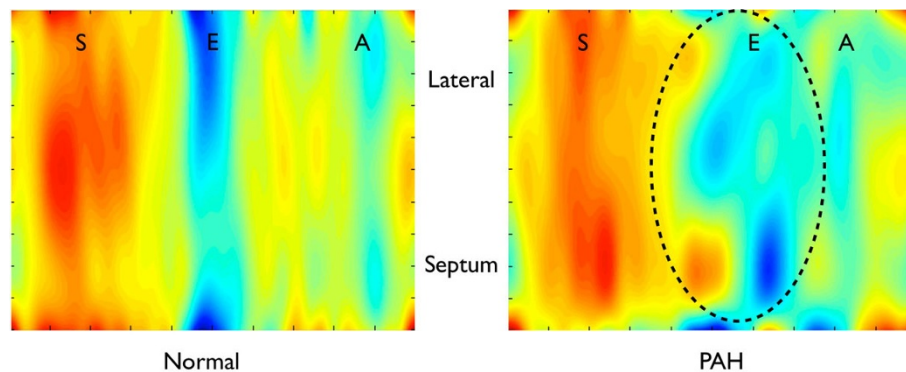 S E A
S E A
Lateral
Septum
Normal
PAH